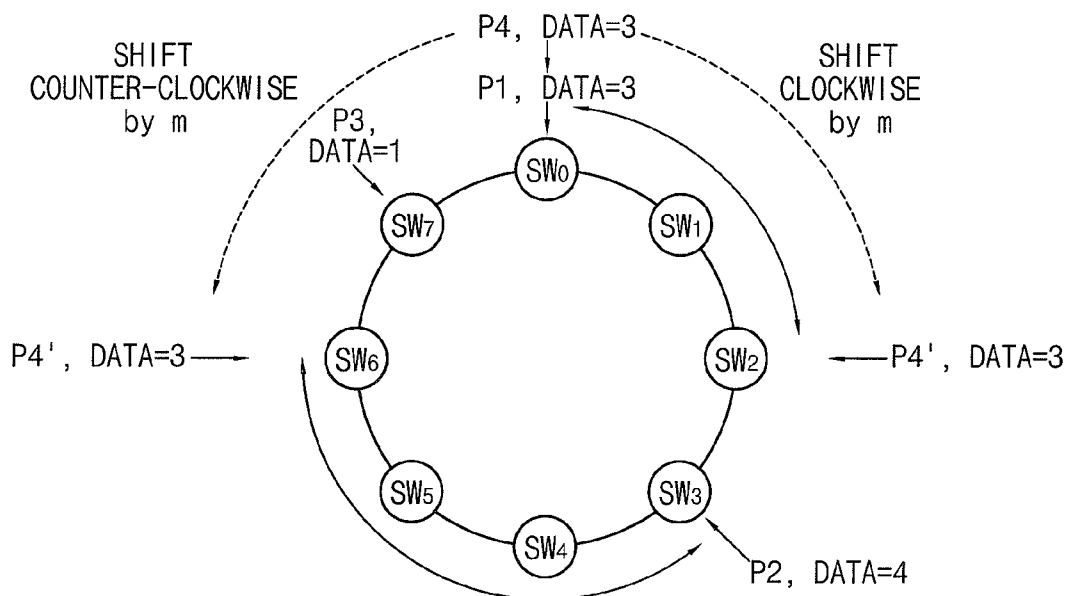 P4, DATA=3
SHIFT
COUNTER-CLOCKWISE
by m
SHIFT
CLOCKWISE
by m
P1, DATA=3
P3,
DATA=1
SW0
SW7
SW1
P4', DATA=3
SW6
SW2
P4', DATA=3
SW5
SW3
SW4
P2, DATA=4